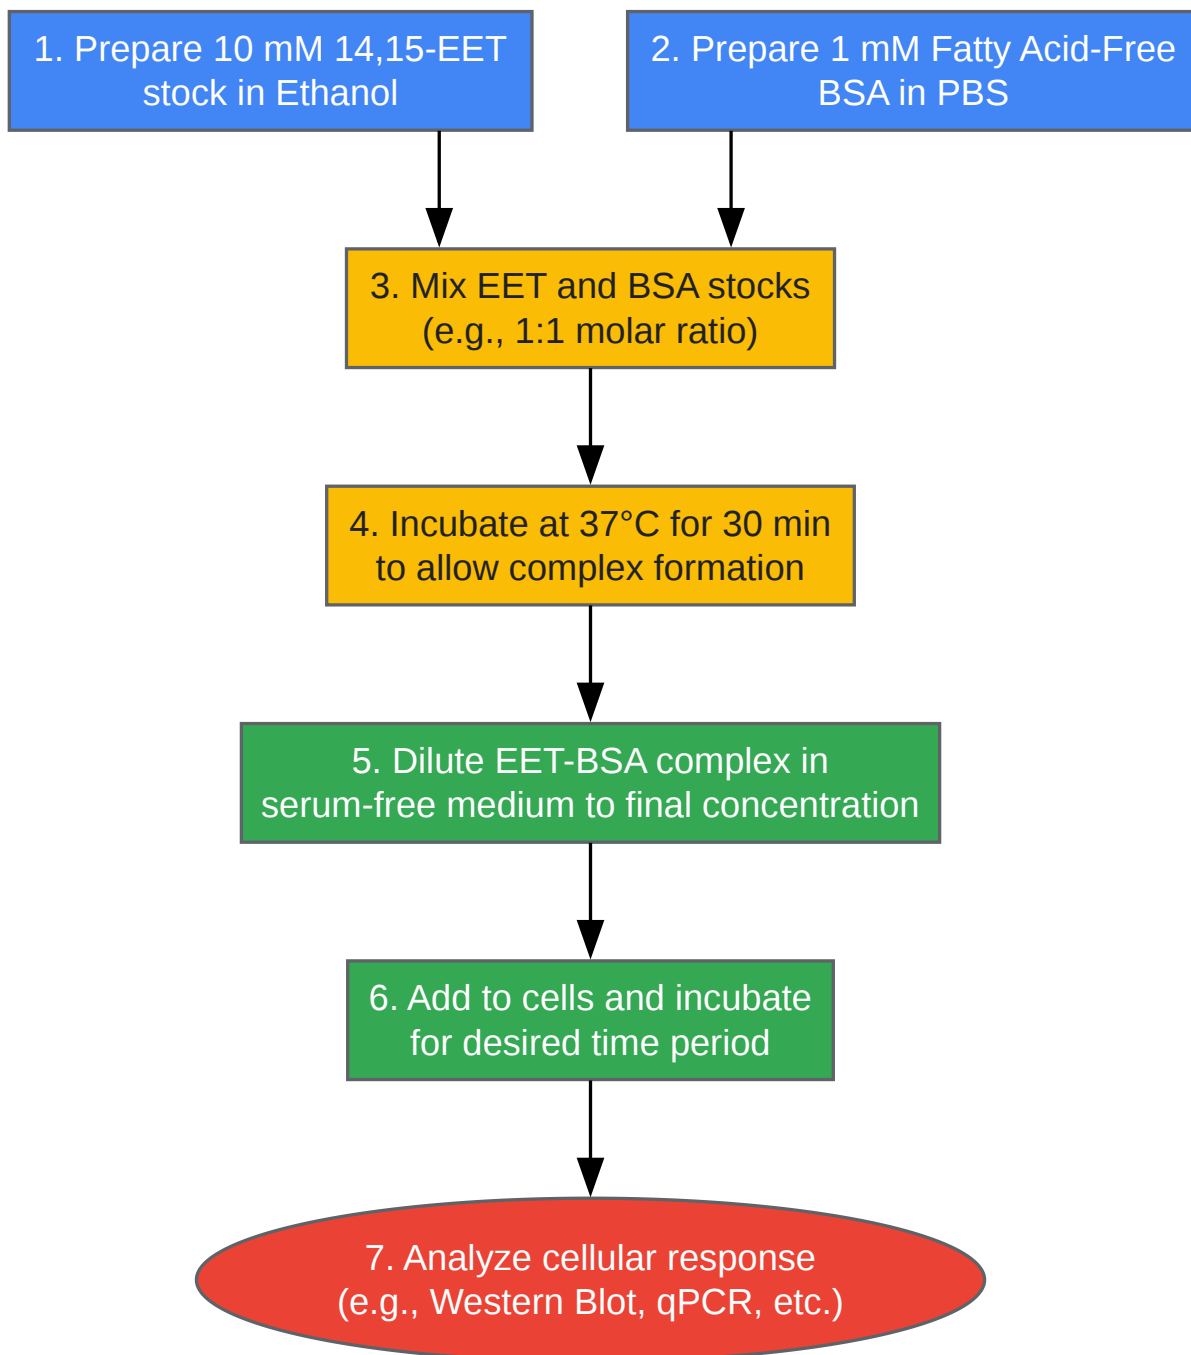 1. Prepare 10 mM 14,15-EET
stock in Ethanol
2. Prepare 1 mM Fatty Acid-Free
BSA in PBS
3. Mix EET and BSA stocks
(e.g., 1:1 molar ratio)
4. Incubate at 37°C for 30 min
to allow complex formation
5. Dilute EET-BSA complex in
serum-free medium to final concentration
6. Add to cells and incubate
for desired time period
7. Analyze cellular response
(e.g., Western Blot, qPCR, etc.)